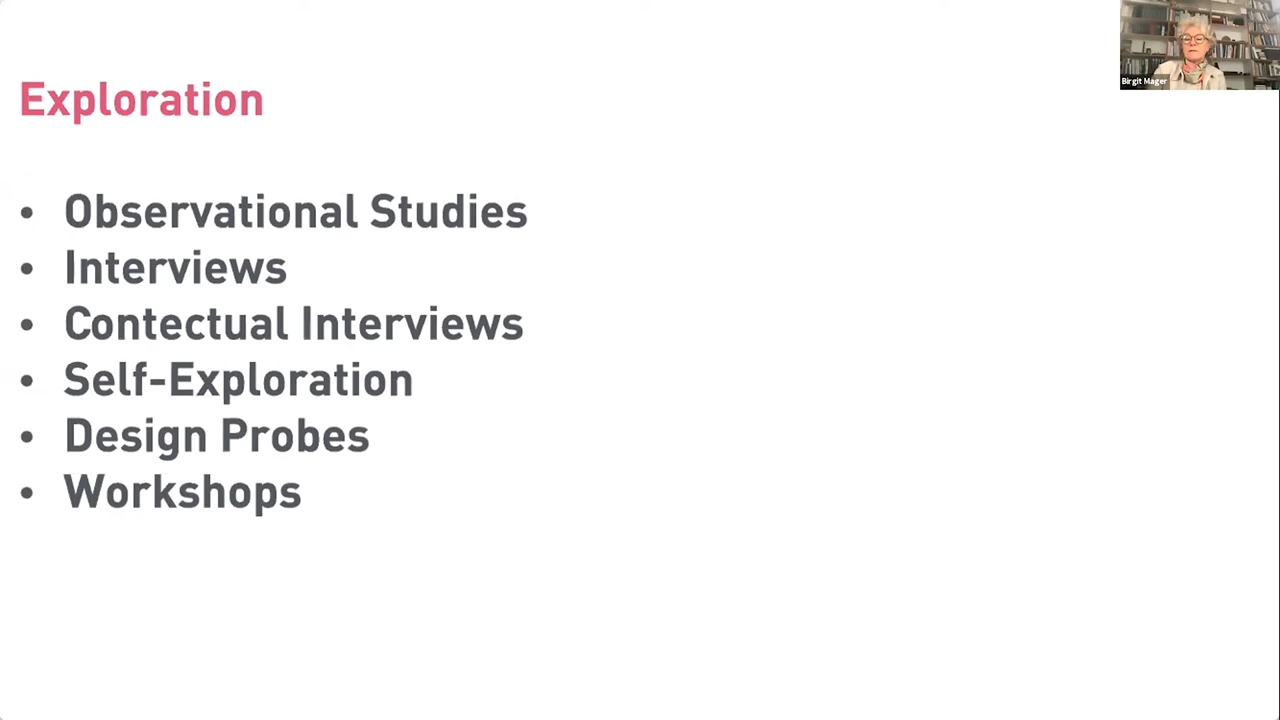 Exploration
Birgit Mager
• Observational Studies
• Interviews
• Contectual Interviews
• Self-Exploration
• Design Probes
• Workshops